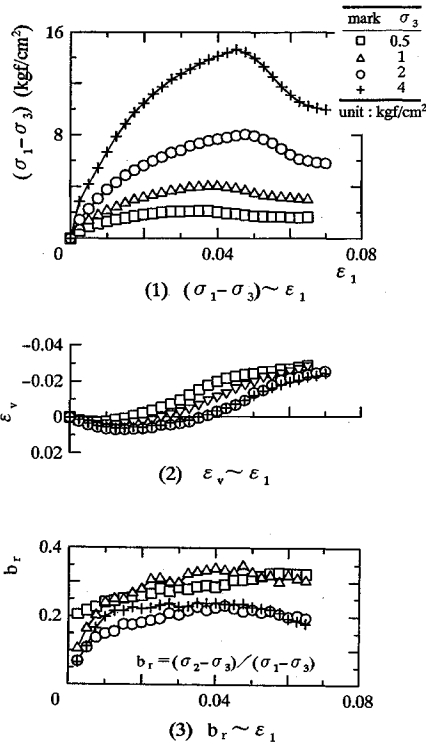 mark σ₃
□ 0.5
△ 1
○ 2
+ 4
unit : kgf/cm²
(σ₁−σ₃) (kgf/cm²)
16
8
0
0 0.04 0.08
ε₁
(1) (σ₁−σ₃)~ε₁
εᵥ
-0.04
-0.02
0
0.02
(2) εᵥ~ε₁
bᵣ
0.4
0.2
bᵣ=(σ₂−σ₃)/(σ₁−σ₃)
0 0.04 0.08
(3) bᵣ~ε₁